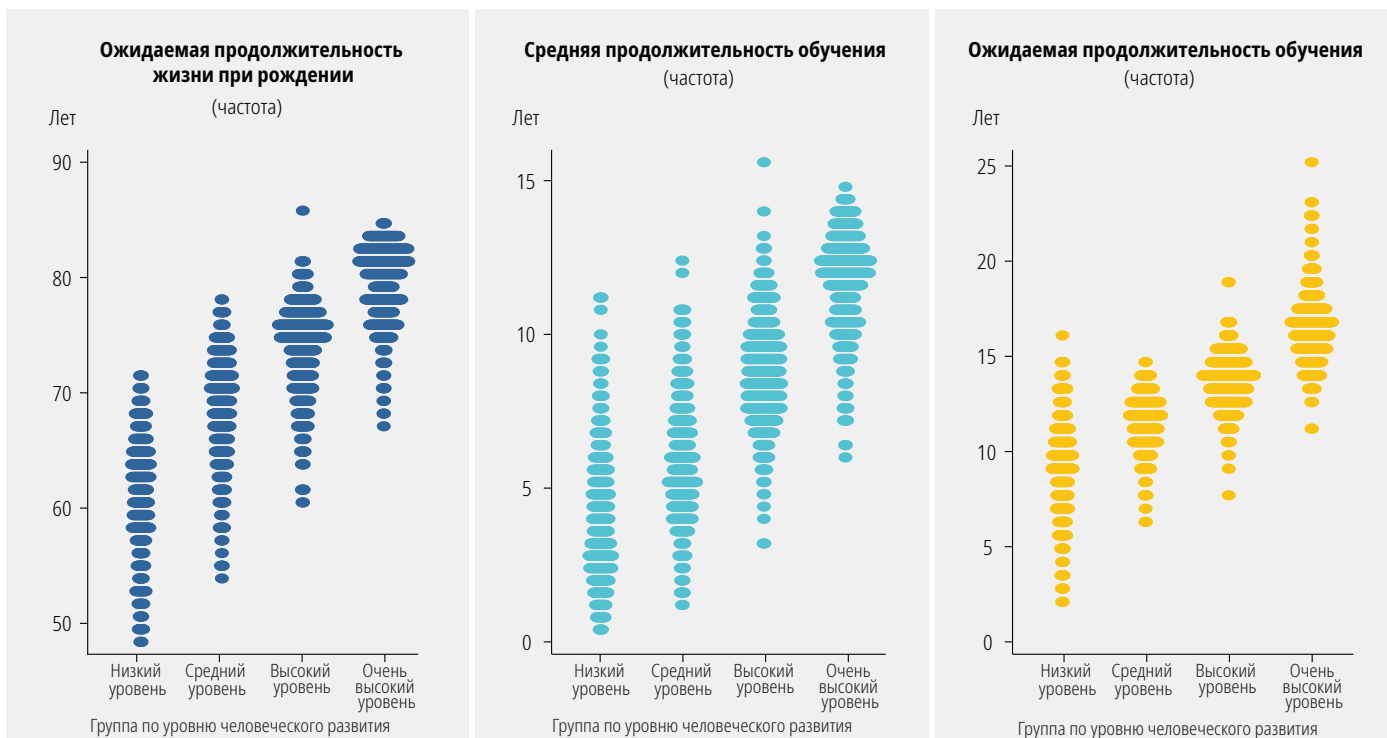 Ожидаемая продолжительность
жизни при рождении
(частота)
Лет
90
80
70
60
50
Низкий
уровень
Средний
уровень
Высокий
уровень
Очень
высокий
уровень
Группа по уровню человеческого развития
Средняя продолжительность обучения
(частота)
Лет
15
10
5
0
Низкий
уровень
Средний
уровень
Высокий
уровень
Очень
высокий
уровень
Группа по уровню человеческого развития
Ожидаемая продолжительность обучения
(частота)
Лет
25
20
15
10
5
0
Низкий
уровень
Средний
уровень
Высокий
уровень
Очень
высокий
уровень
Группа по уровню человеческого развития